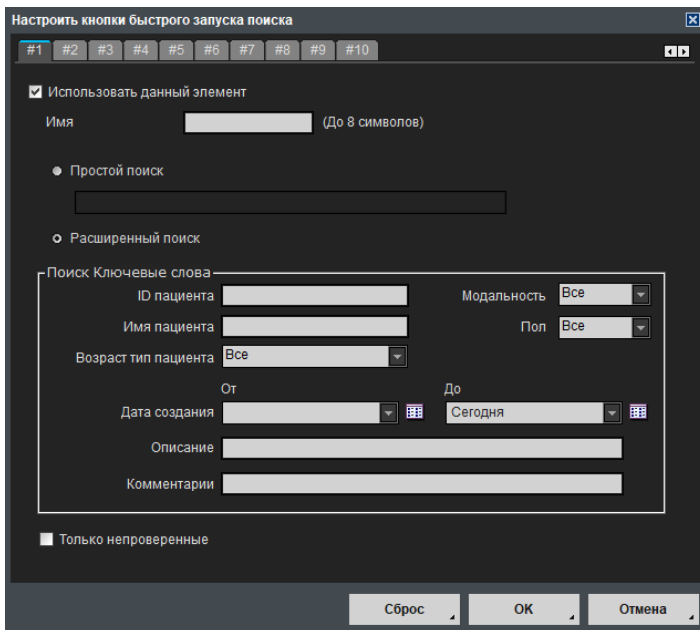 Настроить кнопки быстрого запуска поиска
#1 #2 #3 #4 #5 #6 #7 #8 #9 #10
Использовать данный элемент
Имя (До 8 символов)
Простой поиск
Расширенный поиск
Поиск Ключевые слова
ID пациента Модальность Все
Имя пациента Пол Все
Возраст тип пациента Все
От До
Дата создания Сегодня
Описание
Комментарии
Только непроверенные
Сброс OK Отмена